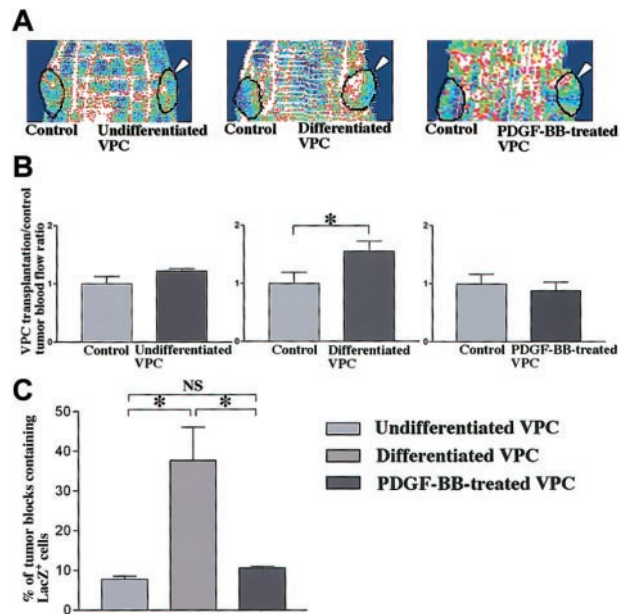 A
Control Undifferentiated VPC
Control Differentiated VPC
Control PDGF-BB-treated VPC
B
VPC transplantation/control tumor blood flow ratio
2
1
0
Control Undifferentiated VPC
2
1
0
*
Control Differentiated VPC
2
1
0
Control PDGF-BB-treated VPC
C
% of tumor blocks containing LacZ⁺ cells
50
40
30
20
10
0
NS
* *
Undifferentiated VPC
Differentiated VPC
PDGF-BB-treated VPC